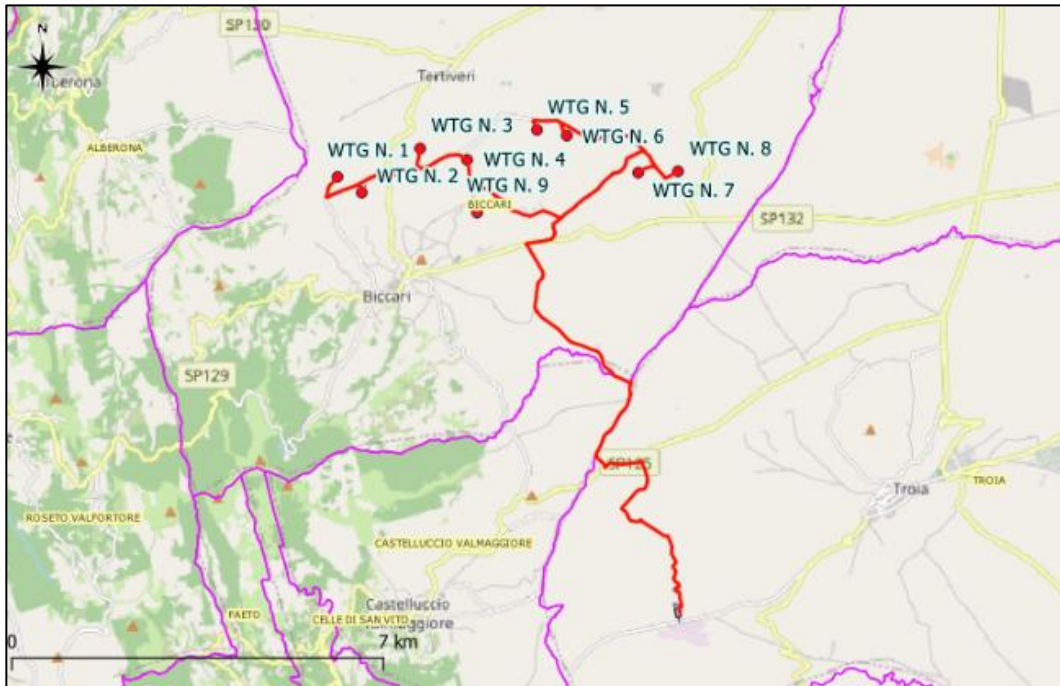 N
SP130
Tertiveri
WTG N. 5
WTG N. 3
WTG N. 6
ALBERONA
WTG N. 1
WTG N. 4
WTG N. 8
WTG N. 2
WTG N. 9
WTG N. 7
BICCARI
SP132
Biccari
SP129
SP125
TROIA
Troia
ROSETO VALFORTORE
CASTELLUCCIO VALMAGGIORE
Castelluccio
Valmaggiore
FAETO
CELLE DI SAN VITO
0
7 km